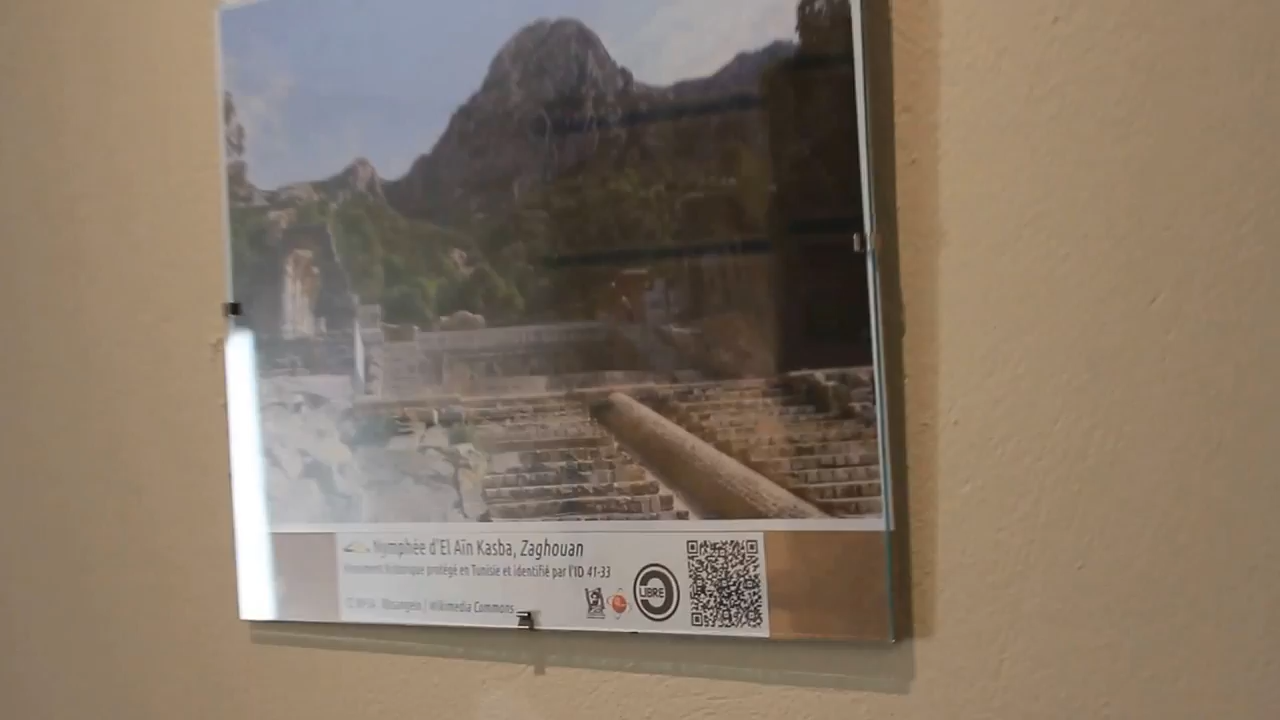 Nymphée d'El Aïn Kasba, Zaghouan
monument historique protégé en Tunisie et identifié par l'ID 41-33
/ Wikimedia Commons
LIBRE